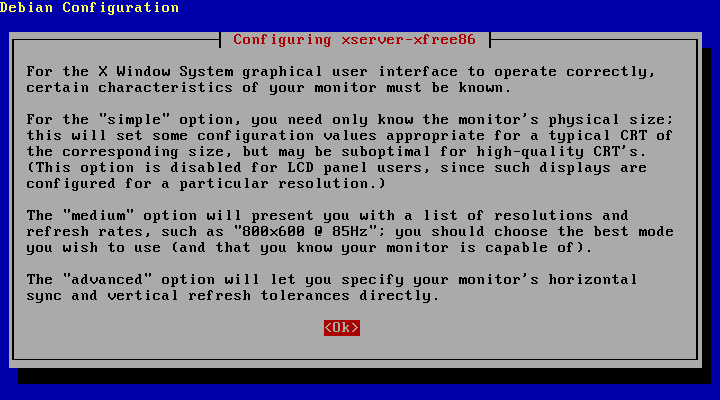 Debian Configuration
Configuring xserver-xfree86
For the X Window System graphical user interface to operate correctly,
certain characteristics of your monitor must be known.
For the "simple" option, you need only know the monitor's physical size;
this will set some configuration values appropriate for a typical CRT of
the corresponding size, but may be suboptimal for high-quality CRT's.
(This option is disabled for LCD panel users, since such displays are
configured for a particular resolution.)
The "medium" option will present you with a list of resolutions and
refresh rates, such as "800x600 @ 85Hz"; you should choose the best mode
you wish to use (and that you know your monitor is capable of).
The "advanced" option will let you specify your monitor's horizontal
sync and vertical refresh tolerances directly.
<Ok>